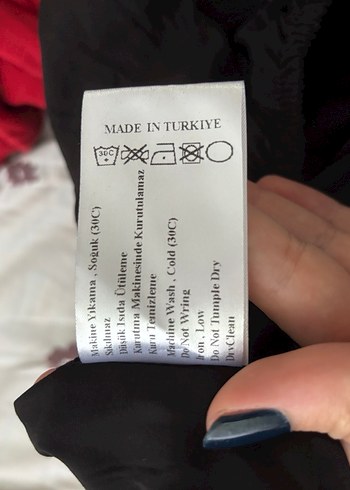 MADE IN TURKIYE
30C
Makine Yıkama , Soğuk (30C)
Sıkılmaz
Düşük Isıda Ütüleme
Kurutma Makinesinde Kurutulamaz
Kuru Temizleme
Machine Wash , Cold (30C)
Do Not Wring
Iron , Low
Do Not Tumple Dry
DryClean